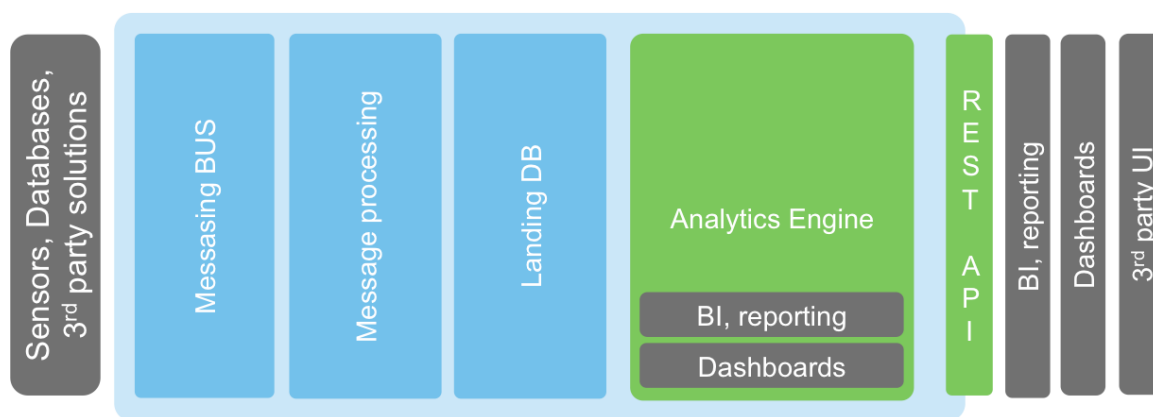 Sensors, Databases,
3rd party solutions
Messasing BUS
Message processing
Landing DB
Analytics Engine
BI, reporting
Dashboards
REST API
BI, reporting
Dashboards
3rd party UI